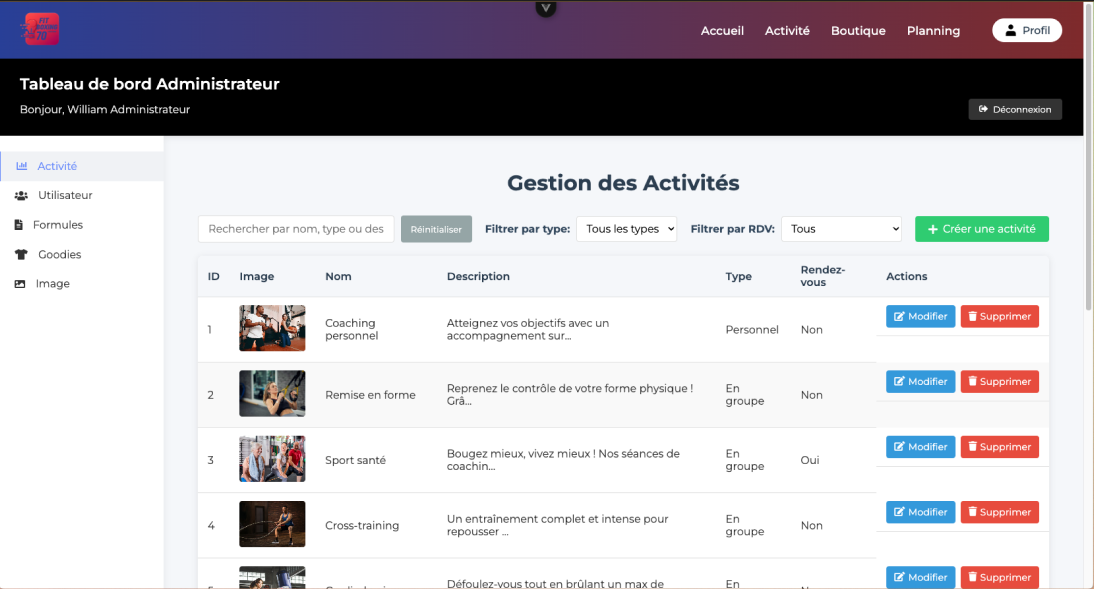 FIT
70
Accueil Activité Boutique Planning Profil
Tableau de bord Administrateur
Bonjour, William Administrateur
Déconnexion
Activité
Utilisateur
Formules
Goodies
Image
Gestion des Activités
Rechercher par nom, type ou des Réinitialiser Filtrer par type: Tous les types Filtrer par RDV: Tous Créer une activité
ID Image Nom Description Type Rendez-
vous Actions
1 Coaching
personnel Atteignez vos objectifs avec un
accompagnement sur... Personnel Non Modifier Supprimer
2 Remise en forme Reprenez le contrôle de votre forme physique !
Grâ... En
groupe Non Modifier Supprimer
3 Sport santé Bougez mieux, vivez mieux ! Nos séances de
coachin... En
groupe Oui Modifier Supprimer
4 Cross-training Un entraînement complet et intense pour
repousser ... En
groupe Non Modifier Supprimer
Défoulez-vous tout en brûlant un max de En Modifier Supprimer